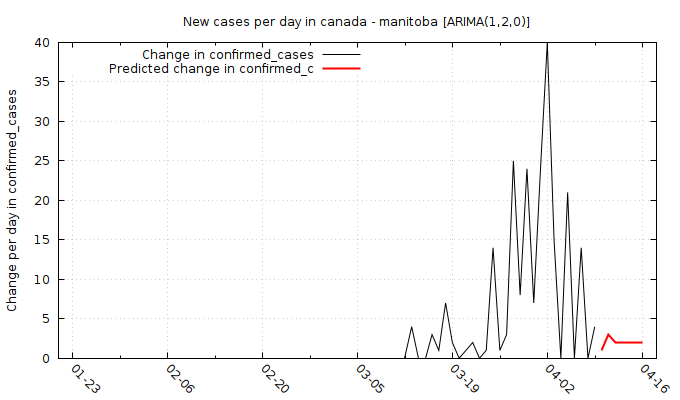 New cases per day in canada - manitoba [ARIMA(1,2,0)]
Change in confirmed_cases
Predicted change in confirmed_c
Change per day in confirmed_cases
40
35
30
25
20
15
10
5
0
01-23 02-06 02-20 03-05 03-19 04-02 04-16